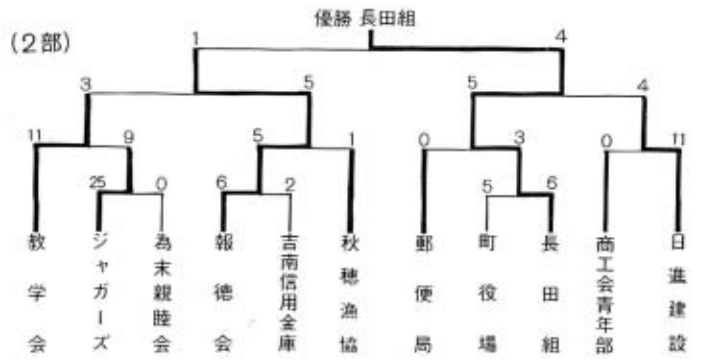 優勝 長田組
(2部)
1
4
3
5
5
4
11
9
5
1
0
3
0
11
25
0
6
2
5
6
教学会
ジャガーズ
為末親睦会
報徳会
吉南信用金庫
秋穂漁協
郵便局
町役場
長田組
商工会青年部
日進建設